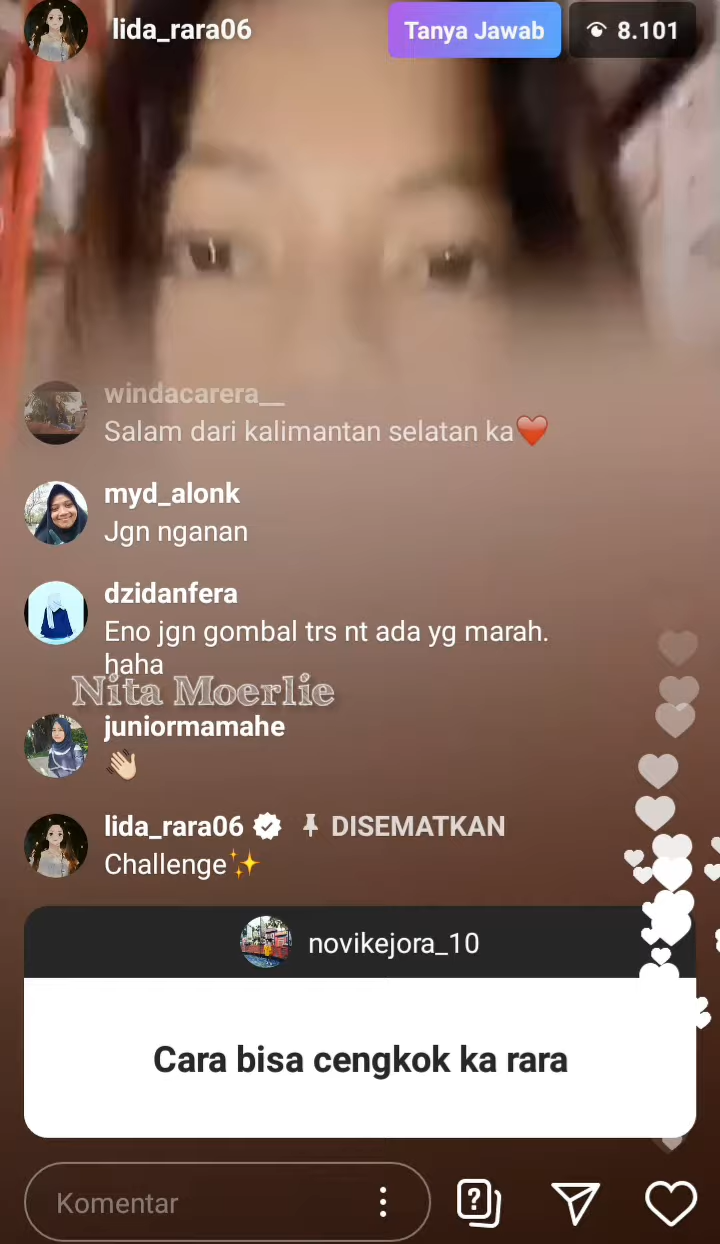 lida_rara06
Tanya Jawab
8.101
windacarera__
Salam dari kalimantan selatan ka❤️
myd_alonk
Jgn nganan
dzidanfera
Eno jgn gombal trs nt ada yg marah.
haha
Nita Moerlie
juniormamahe
👋🏻
lida_rara06 DISEMATKAN
Challenge✨
novikejora_10
Cara bisa cengkok ka rara
Komentar